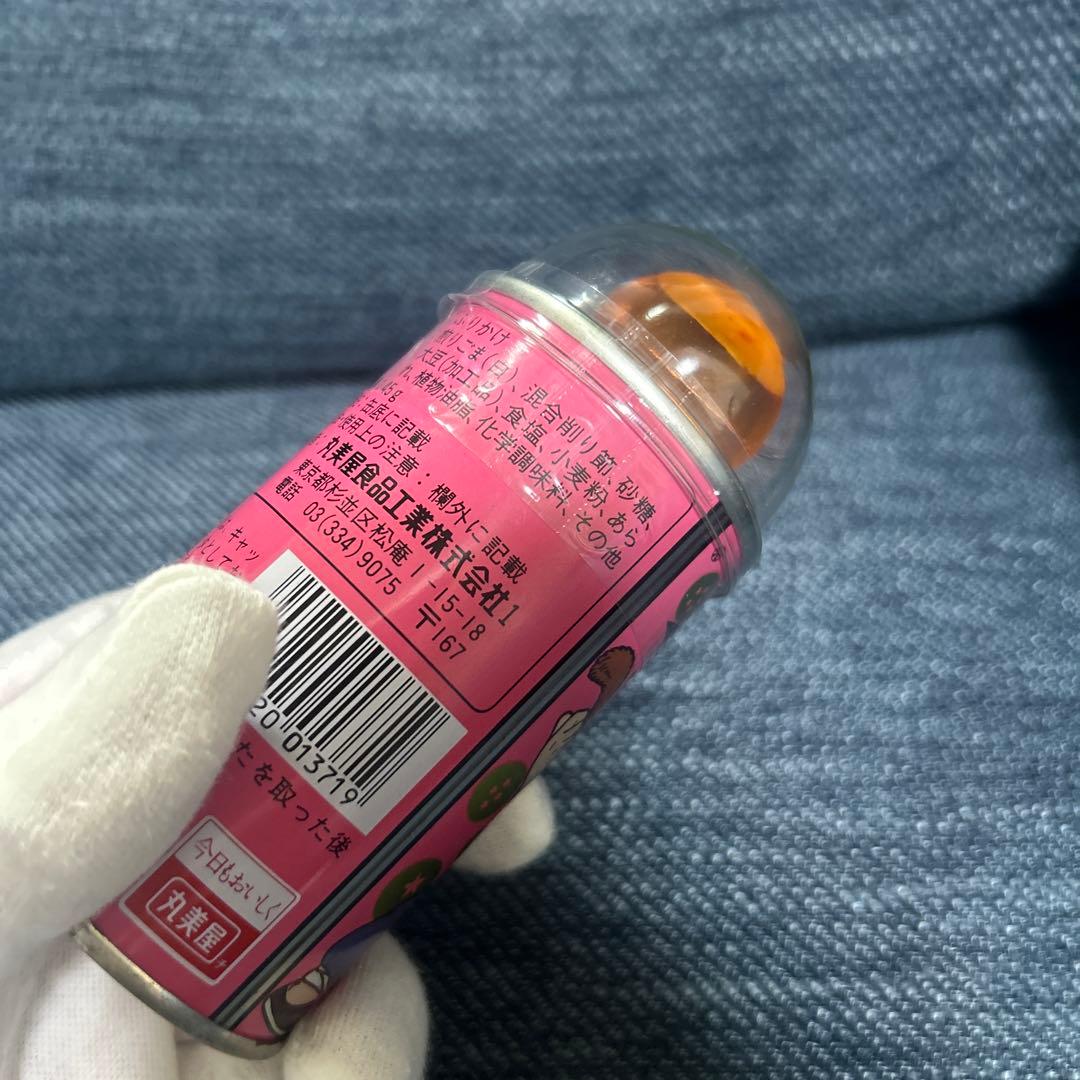 ふりかけ
煎りごま(白)、混合削り節、砂糖、
大豆(加工品)、食塩、小麦粉、あら
植物油脂、化学調味料、その他
45g
缶底に記載
使用上の注意：欄外に記載
丸美屋食品工業株式会社1
東京都杉並区松庵1-15-18
電話 03(334)9075 〒167
キャッ
20 013719
たを取った後
今日もおいしく
丸美屋